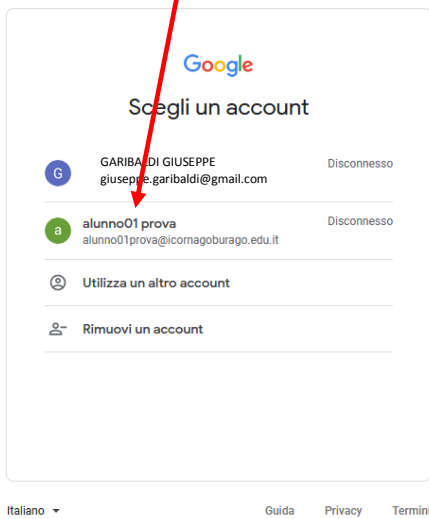 Google
Scegli un account
G
GARIBALDI GIUSEPPE
Disconnesso
giuseppe.garibaldi@gmail.com
a
alunno01 prova
Disconnesso
alunno01prova@icornagoburago.edu.it
Utilizza un altro account
Rimuovi un account
Italiano
Guida
Privacy
Termini